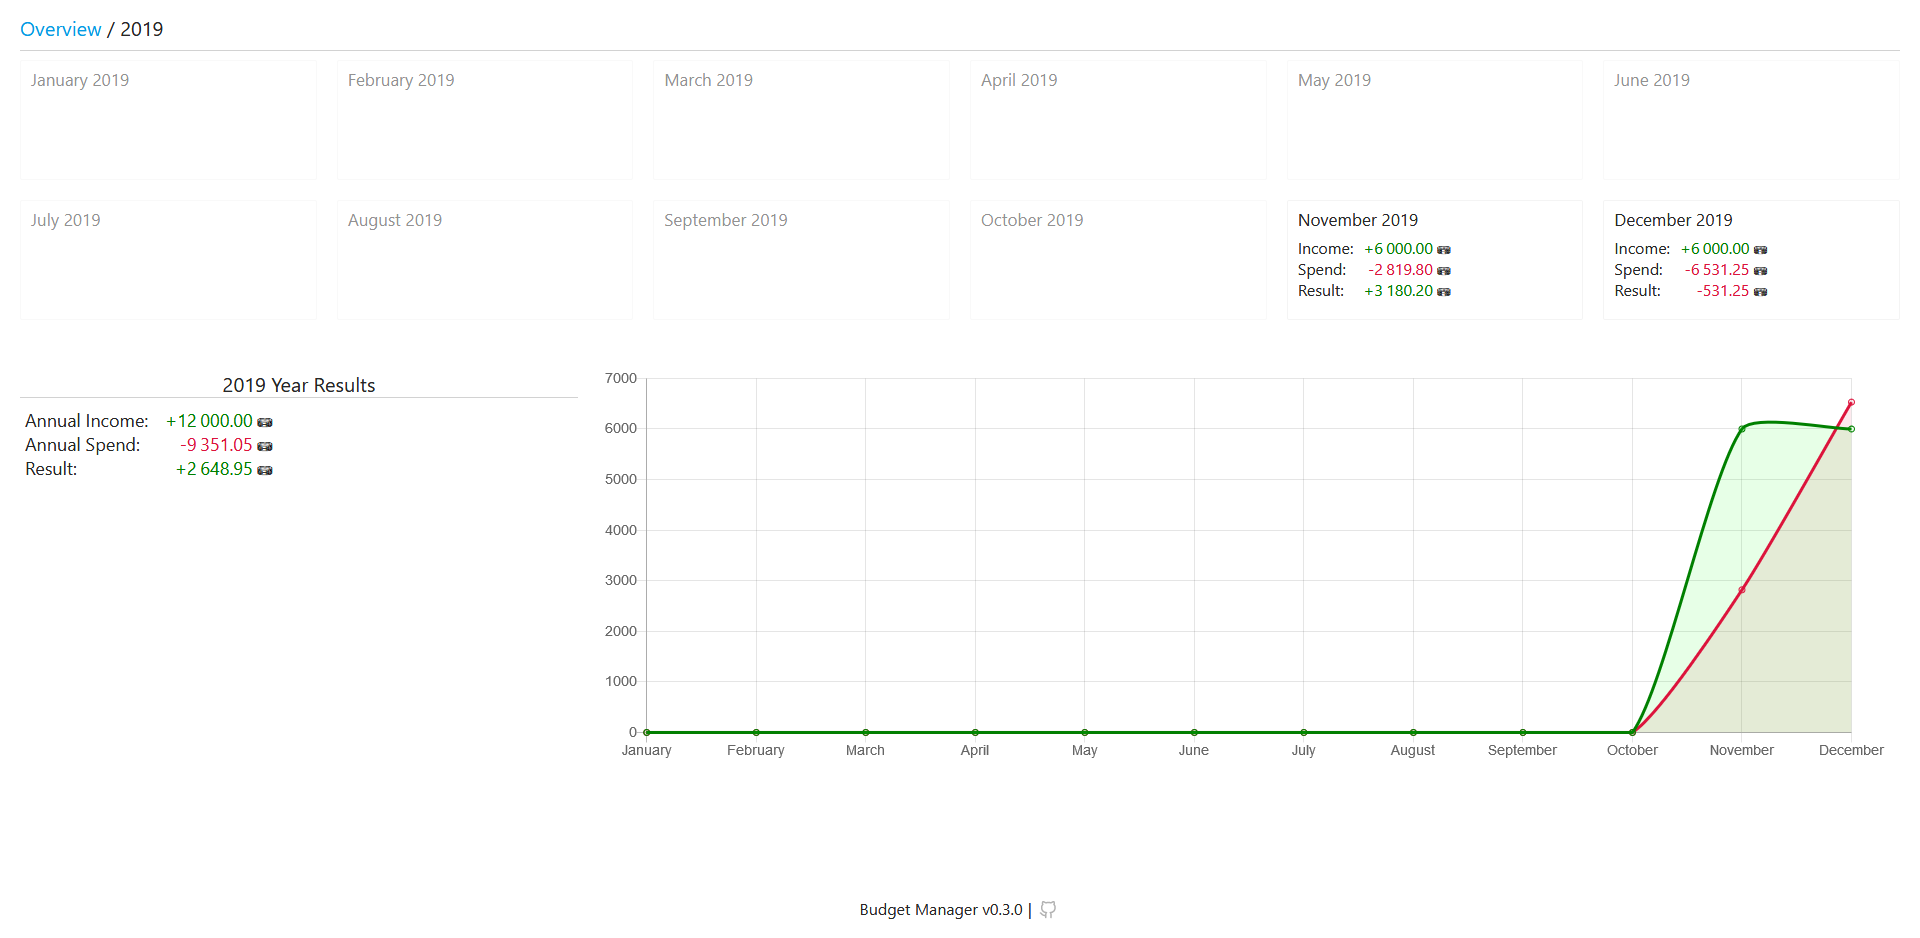 Overview / 2019
January 2019
February 2019
March 2019
April 2019
May 2019
June 2019
July 2019
August 2019
September 2019
October 2019
November 2019
Income: +6 000.00
Spend: -2 819.80
Result: +3 180.20
December 2019
Income: +6 000.00
Spend: -6 531.25
Result: -531.25
2019 Year Results
Annual Income: +12 000.00
Annual Spend: -9 351.05
Result: +2 648.95
7000
6000
5000
4000
3000
2000
1000
0
January February March April May June July August September October November December
Budget Manager v0.3.0 |